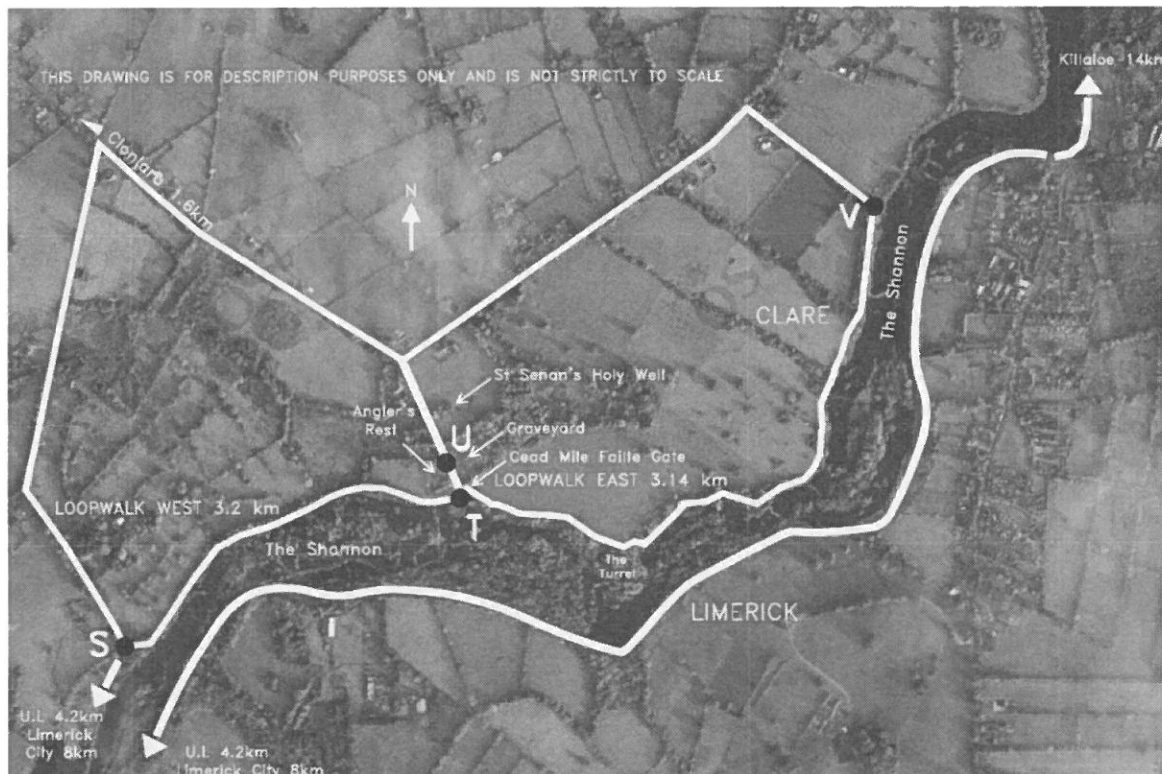 THIS DRAWING IS FOR DESCRIPTION PURPOSES ONLY AND IS NOT STRICTLY TO SCALE
Killaloe 14km
Clonlara 1.6km
N
V
The Shannon
CLARE
St Senan's Holy Well
Angler's
Rest
U
Graveyard
Cead Mile Failte Gate
LOOPWALK EAST 3.14 km
LOOPWALK WEST 3.2 km
T
The Shannon
The
Turret
LIMERICK
S
U.L 4.2km
Limerick
City 8km
U.L 4.2km
Limerick City 8km